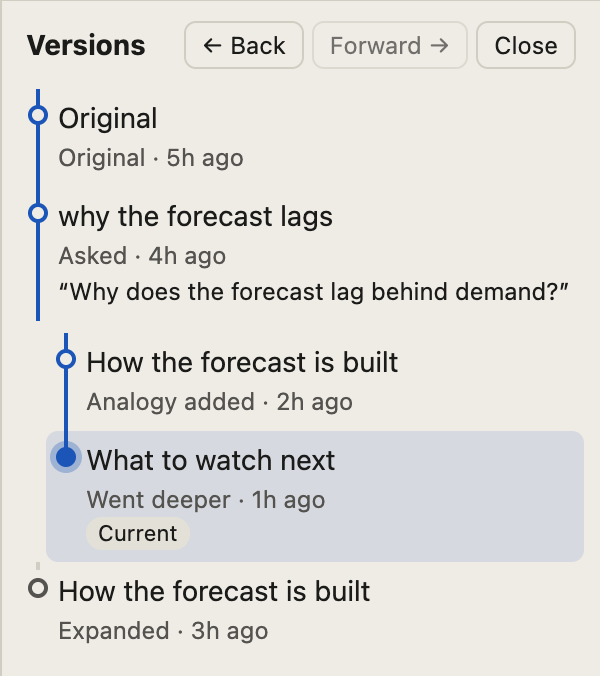 Versions
← Back
Forward →
Close
Original
Original · 5h ago
why the forecast lags
Asked · 4h ago
“Why does the forecast lag behind demand?”
How the forecast is built
Analogy added · 2h ago
What to watch next
Went deeper · 1h ago
Current
How the forecast is built
Expanded · 3h ago